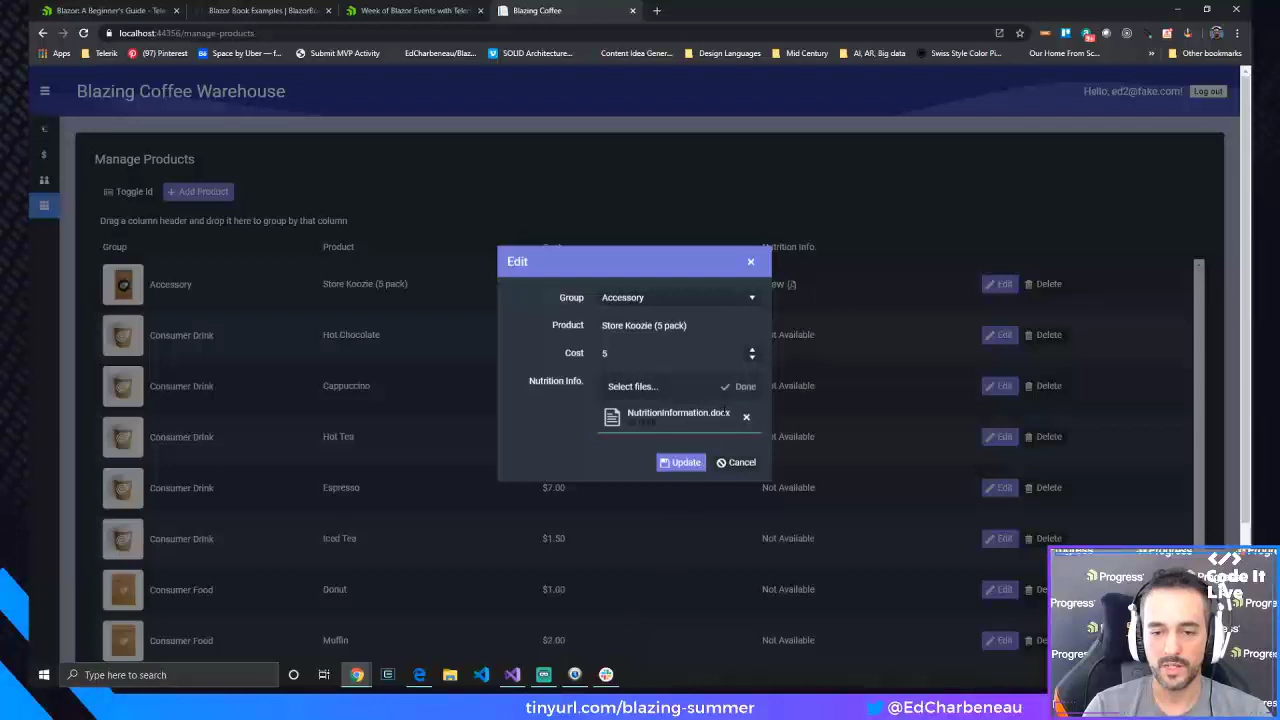 Blazor: A Beginner's Guide - Tele
Blazor Book Examples | BlazorBo
Week of Blazor Events with Teler
Blazing Coffee
localhost:44356/manage-products
Apps
Telerik
(97) Pinterest
Space by Uber — f...
Submit MVP Activity
EdCharbeneau/Blaz...
SOLID Architecture...
Content Idea Gener...
Design Languages
Mid Century
AI, AR, Big data
Swiss Style Color Pi...
Our Home From Sc...
»
Other bookmarks
Blazing Coffee Warehouse
Hello, ed2@fake.com!
Log out
Manage Products
Toggle Id
+ Add Product
Drag a column header and drop it here to group by that column
Group
Product
Nutrition Info.
Accessory
Store Koozie (5 pack)
Edit
Delete
Consumer Drink
Hot Chocolate
Not Available
Edit
Delete
Consumer Drink
Cappuccino
Not Available
Edit
Delete
Consumer Drink
Hot Tea
Not Available
Edit
Delete
Consumer Drink
Espresso
$7.00
Not Available
Edit
Delete
Consumer Drink
Iced Tea
$1.50
Not Available
Edit
Delete
Consumer Food
Donut
$1.00
Not Available
Edit
Consumer Food
Muffin
$2.00
Not Available
Edit
Edit
Group
Accessory
Product
Store Koozie (5 pack)
Cost
5
Nutrition Info.
Select files...
Done
NutritionInformation.docx
Update
Cancel
Progress
Code It
Live
Progress
Progress
Progress
Type here to search
tinyurl.com/blazing-summer
@EdCharbeneau